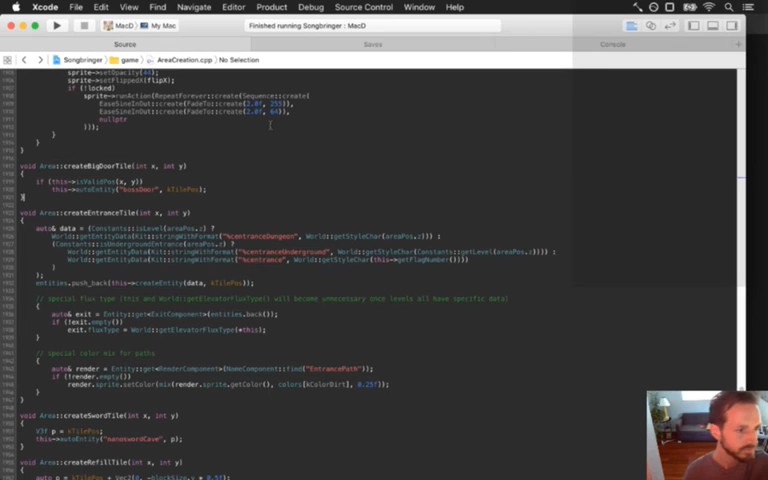 Xcode File Edit View Find Navigate Editor Product Debug Source Control Window Help
MacD My Mac Finished running Songbringer : MacD
Source Saves Console
Songbringer game AreaCreation.cpp No Selection
sprite->setOpacity(44);
sprite->setFlippedX(flipX);
if (!locked)
sprite->runAction(RepeatForever::create(Sequence::create(
EaseSineInOut::create(FadeTo::create(2.0f, 255)),
EaseSineInOut::create(FadeTo::create(2.0f, 64)),
nullptr
)));
}
}
}
void Area::createBigDoorTile(int x, int y)
{
if (this->isValidPos(x, y))
this->autoEntity("bossDoor", kTilePos);
}
void Area::createEntranceTile(int x, int y)
{
auto& data = (Constants::isLevel(areaPos.z) ?
World::getEntityData(Kit::stringWithFormat("%centranceDungeon", World::getStyleChar(areaPos.z))) :
(Constants::isUndergroundEntrance(areaPos.z) ?
World::getEntityData(Kit::stringWithFormat("%centranceUnderground", World::getStyleChar(Constants::getLevel(areaPos.z)))) :
World::getEntityData(Kit::stringWithFormat("%centrance", World::getStyleChar(this->getFlagNumber())))
)
);
entities.push_back(this->createEntity(data, kTilePos));
// special flux type (this and World::getElevatorFluxType() will become unnecessary once levels all have specific data)
{
auto& exit = Entity::get<ExitComponent>(entities.back());
if (!exit.empty())
exit.fluxType = World::getElevatorFluxType(*this);
}
// special color mix for paths
{
auto& render = Entity::get<RenderComponent>(NameComponent::find("EntrancePath"));
if (!render.empty())
render.sprite.setColor(mix(render.sprite.getColor(), colors[kColorDirt], 0.25f));
}
}
void Area::createSwordTile(int x, int y)
{
V3f p = kTilePos;
this->autoEntity("nanoswordCave", p);
}
void Area::createRefillTile(int x, int y)
{